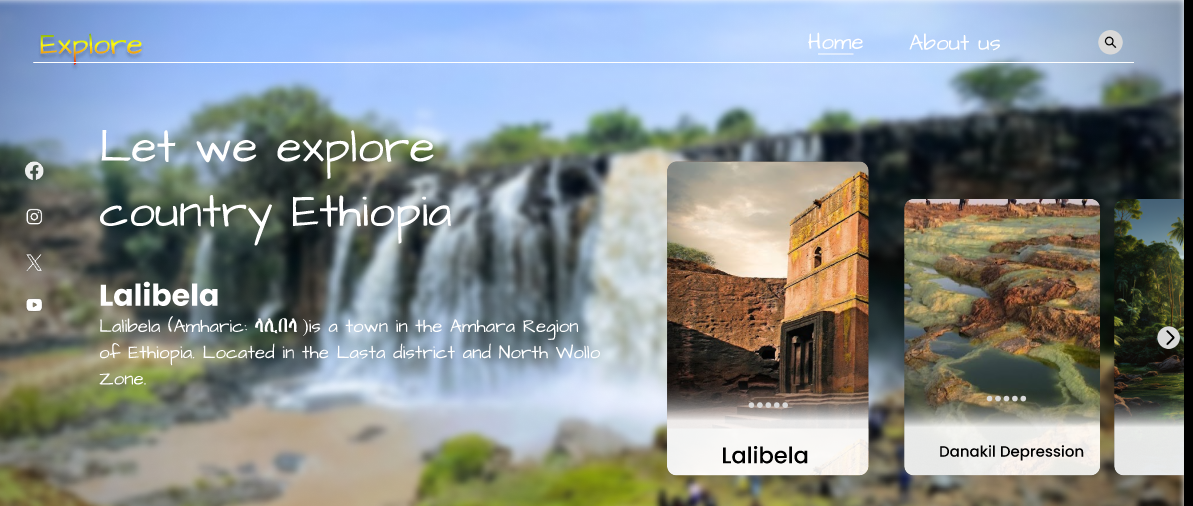 Explore
Home
About us
Let we explore
country Ethiopia
Lalibela
Lalibela (Amharic: ላሊበላ )is a town in the Amhara Region
of Ethiopia. Located in the Lasta district and North Wollo
Zone.
Lalibela
Danakil Depression